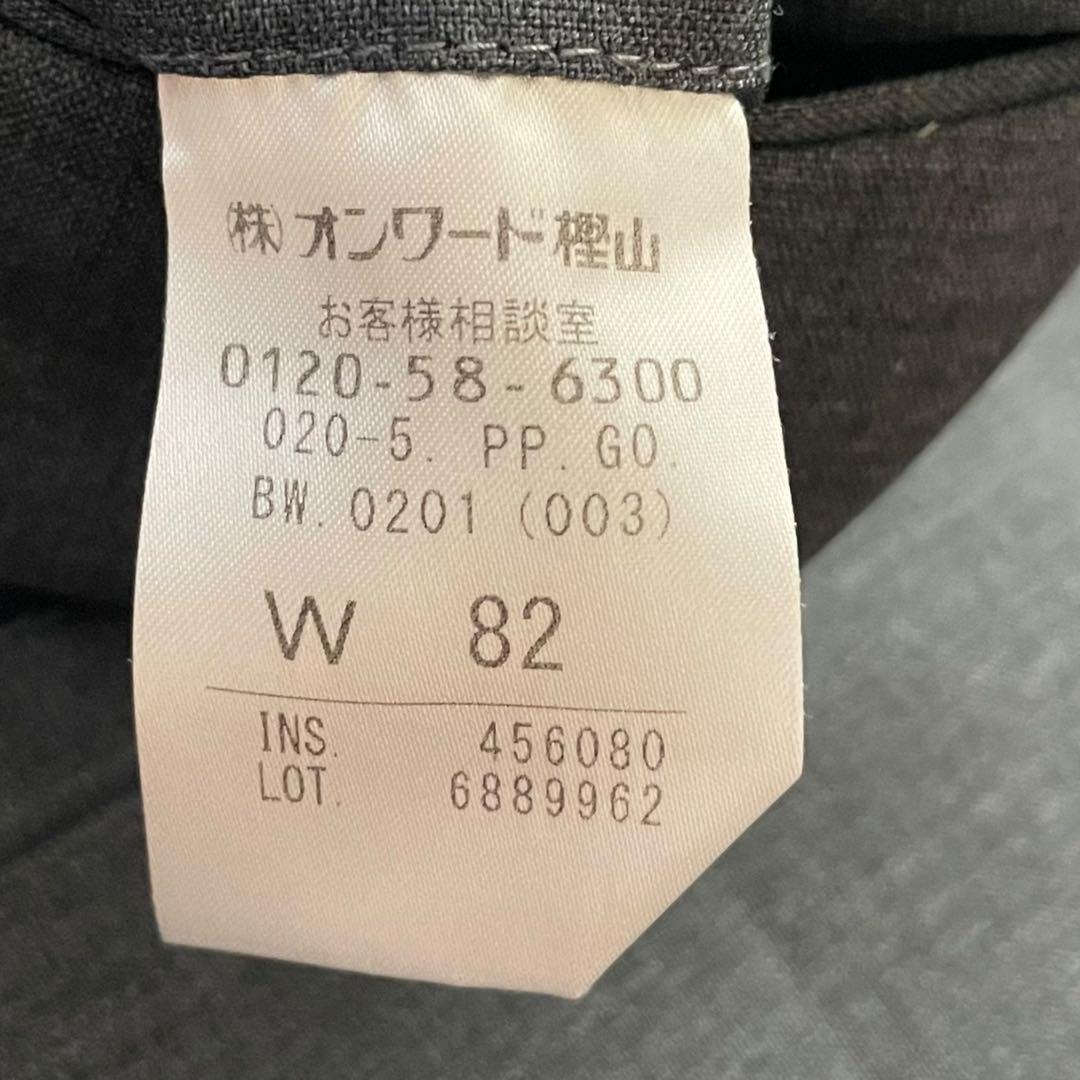 ㈱オンワード樫山
お客様相談室
0120-58-6300
020-5. PP. GO.
BW. 0201 (003)
W 82
INS. 456080
LOT. 6889962